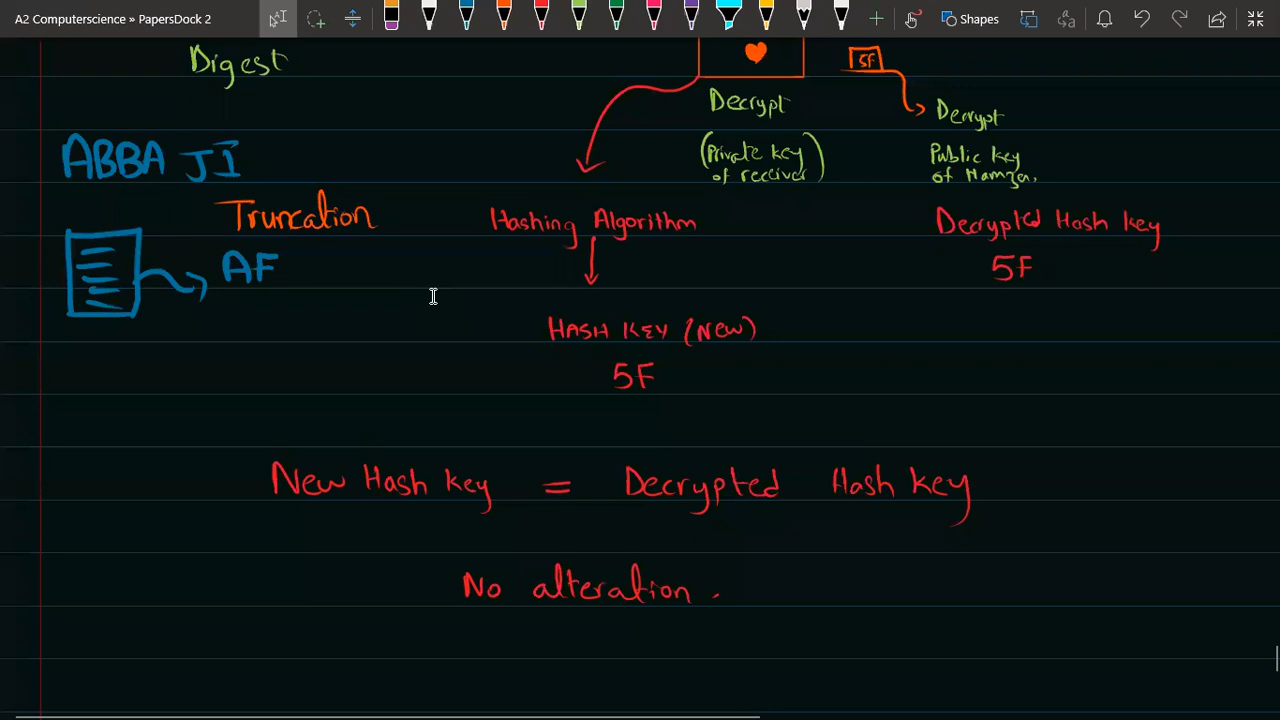 A2 Computerscience » PapersDock 2
Shapes
Digest
5F
Decrypt
(Private key
of receiver)
Decrypt
Public key
of Hamza.
ABBA JI
Truncation
AF
Hashing Algorithm
Decrypted Hash key
5F
HASH KEY (NEW)
5F
New Hash key = Decrypted Hash key
No alteration.